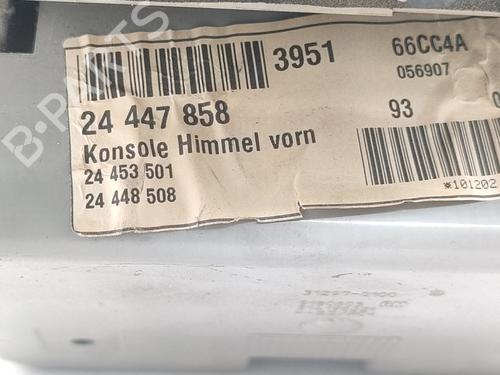 B-PARTS
3951
66CC4A
056907
24 447 858
93
Konsole Himmel vorn
24 453 501
24 448 508
*101202